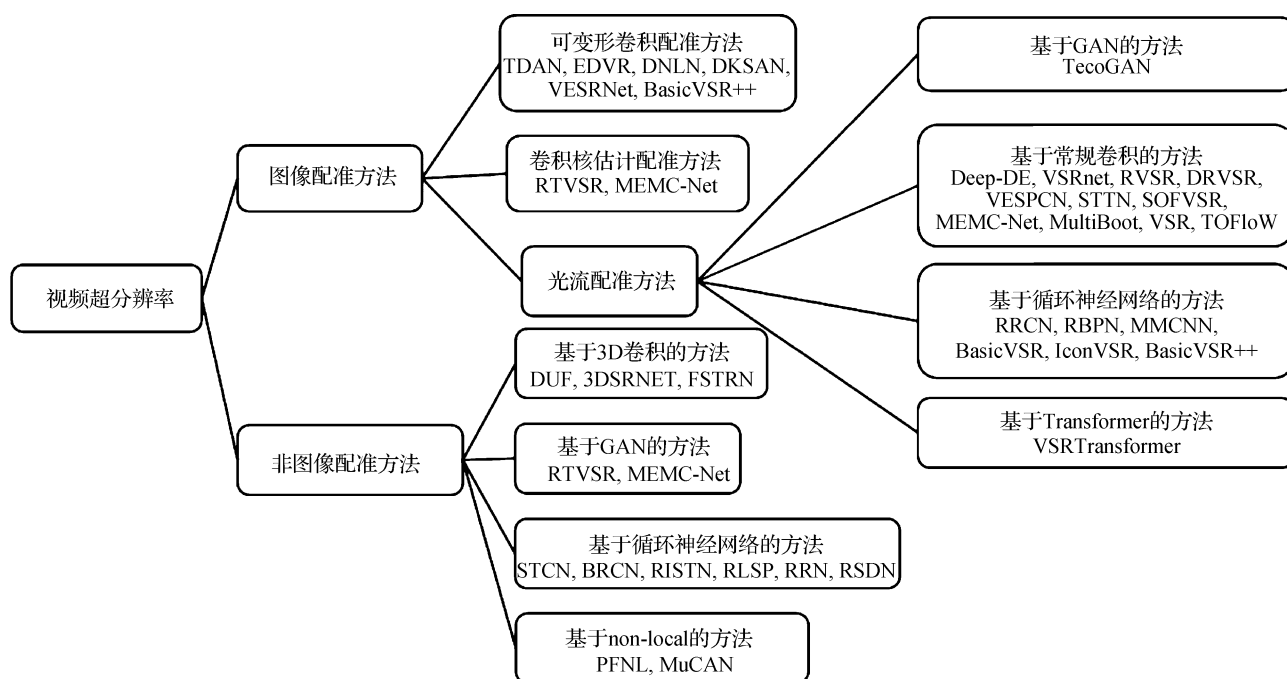 视频超分辨率
图像配准方法
可变形卷积配准方法
TDAN, EDVR, DNLN, DKSAN,
VESRNet, BasicVSR++
卷积核估计配准方法
RTVSR, MEMC-Net
光流配准方法
基于GAN的方法
TecoGAN
基于常规卷积的方法
Deep-DE, VSRnet, RVSR, DRVSR,
VESPCN, STTN, SOFVSR,
MEMC-Net, MultiBoot, VSR, TOFloW
基于循环神经网络的方法
RRCN, RBPN, MMCNN,
BasicVSR, IconVSR, BasicVSR++
基于Transformer的方法
VSRTransformer
非图像配准方法
基于3D卷积的方法
DUF, 3DSRNET, FSTRN
基于GAN的方法
RTVSR, MEMC-Net
基于循环神经网络的方法
STCN, BRCN, RISTN, RLSP, RRN, RSDN
基于non-local的方法
PFNL, MuCAN